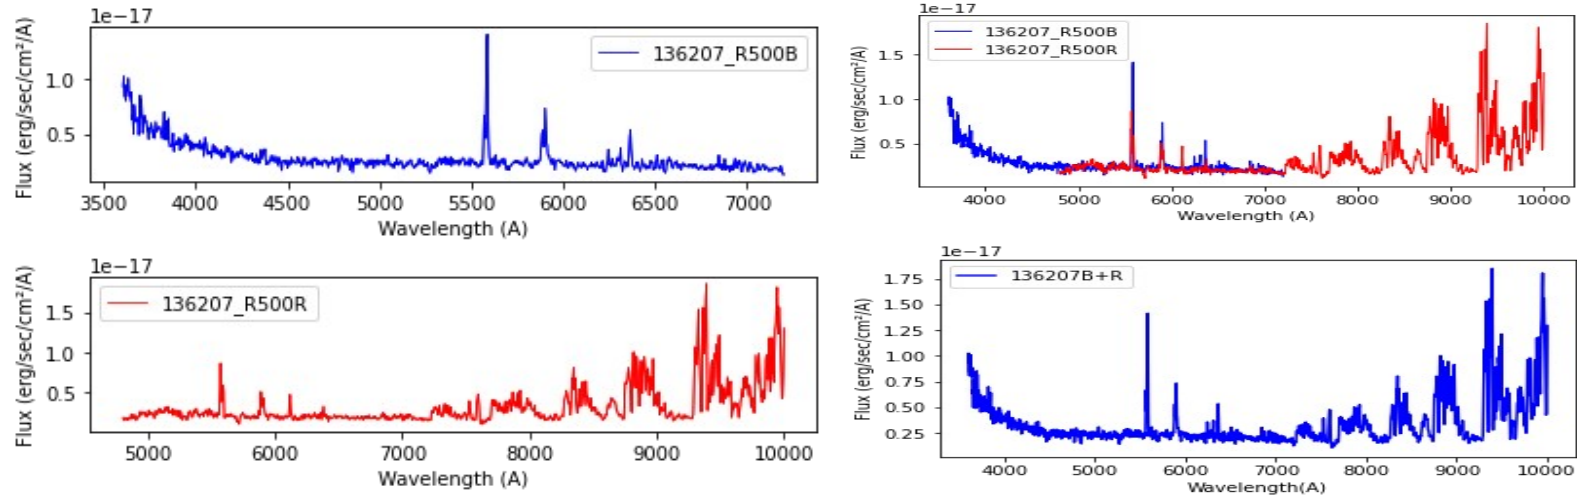 1e−17
136207_R500B
Flux (erg/sec/cm²/A)
1.0
0.5
3500 4000 4500 5000 5500 6000 6500 7000
Wavelength (A)
1e−17
136207_R500B
136207_R500R
Flux (erg/sec/cm²/A)
1.5
1.0
0.5
4000 5000 6000 7000 8000 9000 10000
Wavelength (A)
1e−17
136207_R500R
Flux (erg/sec/cm²/A)
1.5
1.0
0.5
5000 6000 7000 8000 9000 10000
Wavelength (A)
1e−17
136207B+R
Flux (erg/sec/cm²/A)
1.75
1.50
1.25
1.00
0.75
0.50
0.25
4000 5000 6000 7000 8000 9000 10000
Wavelength(A)